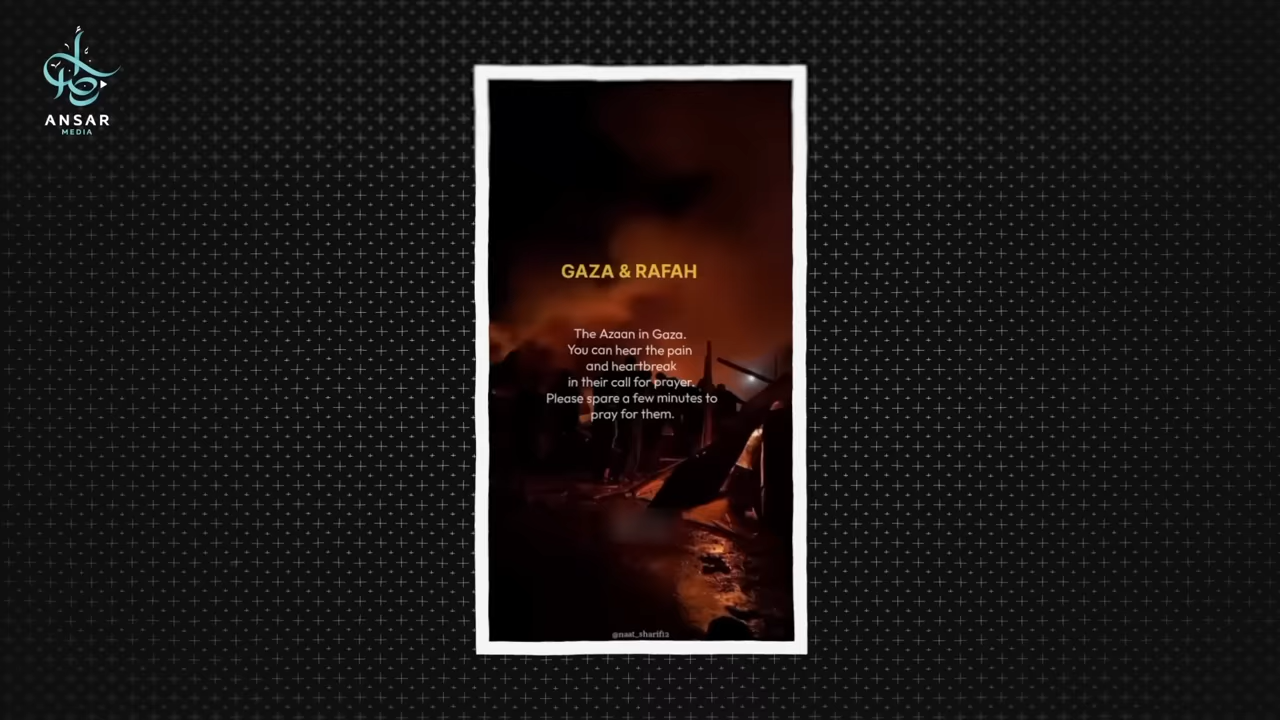 ANSAR
MEDIA
GAZA & RAFAH
The Azaan in Gaza.
You can hear the pain
and heartbreak
in their call for prayer.
Please spare a few minutes to
pray for them.
@naat_sharif12